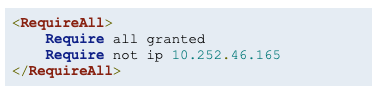 <RequireAll>
    Require all granted
    Require not ip 10.252.46.165
</RequireAll>